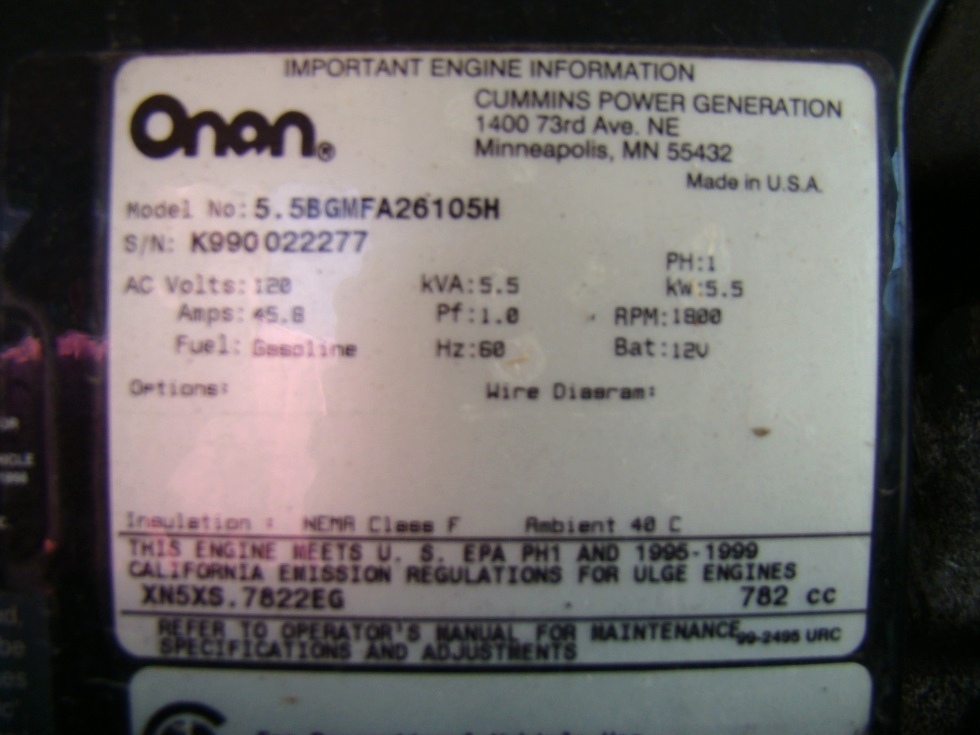 IMPORTANT ENGINE INFORMATION
Onan®
CUMMINS POWER GENERATION
1400 73rd Ave. NE
Minneapolis, MN 55432
Made in U.S.A.
Model No: 5.5BGMFA26105H
S/N: K990022277
PH:1
AC Volts: 120 kVA:5.5 kW:5.5
Amps: 45.8 Pf:1.0 RPM:1800
Fuel: Gasoline Hz:60 Bat:12V
Options: Wire Diagram:
Insulation : NEMA Class F Ambient 40 C
THIS ENGINE MEETS U. S. EPA PH1 AND 1995-1999
CALIFORNIA EMISSION REGULATIONS FOR ULGE ENGINES
XN5XS.7822EG 782 cc
REFER TO OPERATOR'S MANUAL FOR MAINTENANCE
SPECIFICATIONS AND ADJUSTMENTS
99-2495 URC